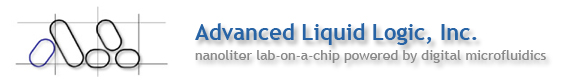 Advanced Liquid Logic, Inc.
nanoliter lab-on-a-chip powered by digital microfluidics